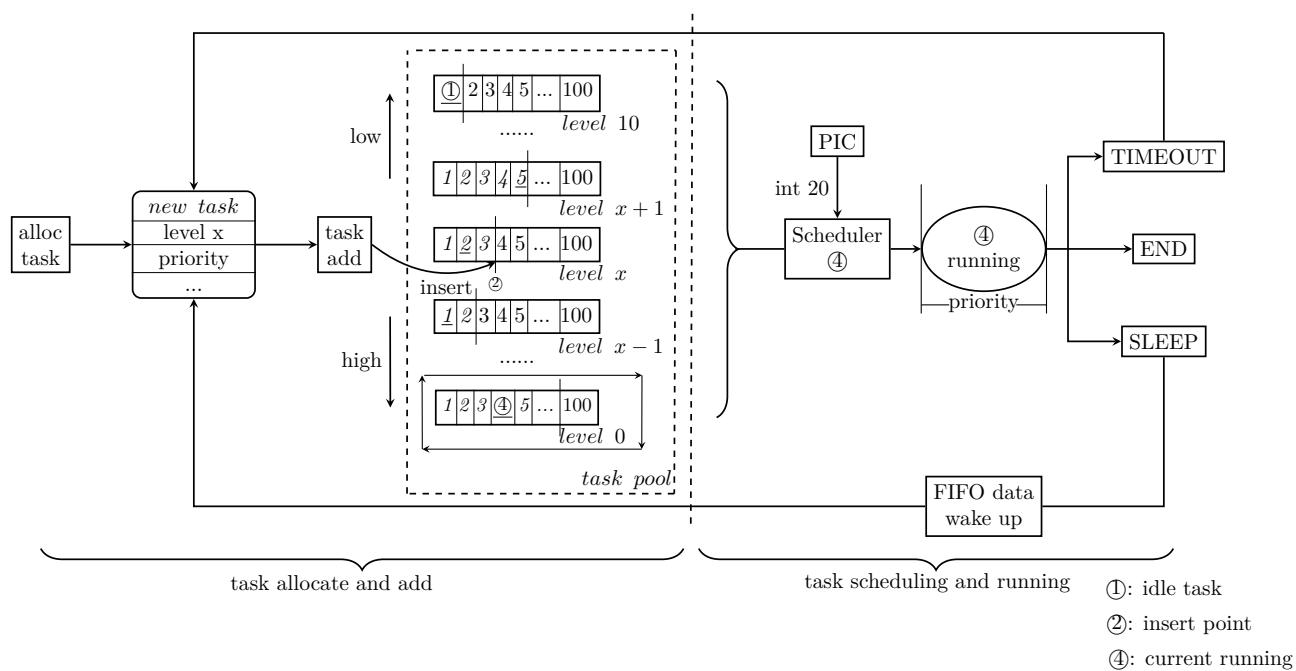 alloc
task
new task
level x
priority
...
task
add
low
high
① 2 3 4 5 ... 100
level 10
......
1 2 3 4 5 ... 100
level x + 1
1 2 3 4 5 ... 100
level x
insert ②
1 2 3 4 5 ... 100
level x − 1
......
1 2 3 ④ 5 ... 100
level 0
task pool
PIC
int 20
Scheduler
④
④
running
priority
TIMEOUT
END
SLEEP
FIFO data
wake up
task allocate and add
task scheduling and running
①: idle task
②: insert point
④: current running